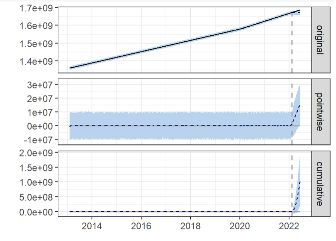 1.7e+09
1.6e+09
1.5e+09
1.4e+09
original
3e+07
2e+07
1e+07
0e+00
-1e+07
pointwise
2.0e+09
1.5e+09
1.0e+09
5.0e+08
0.0e+00
cumulative
2014
2016
2018
2020
2022